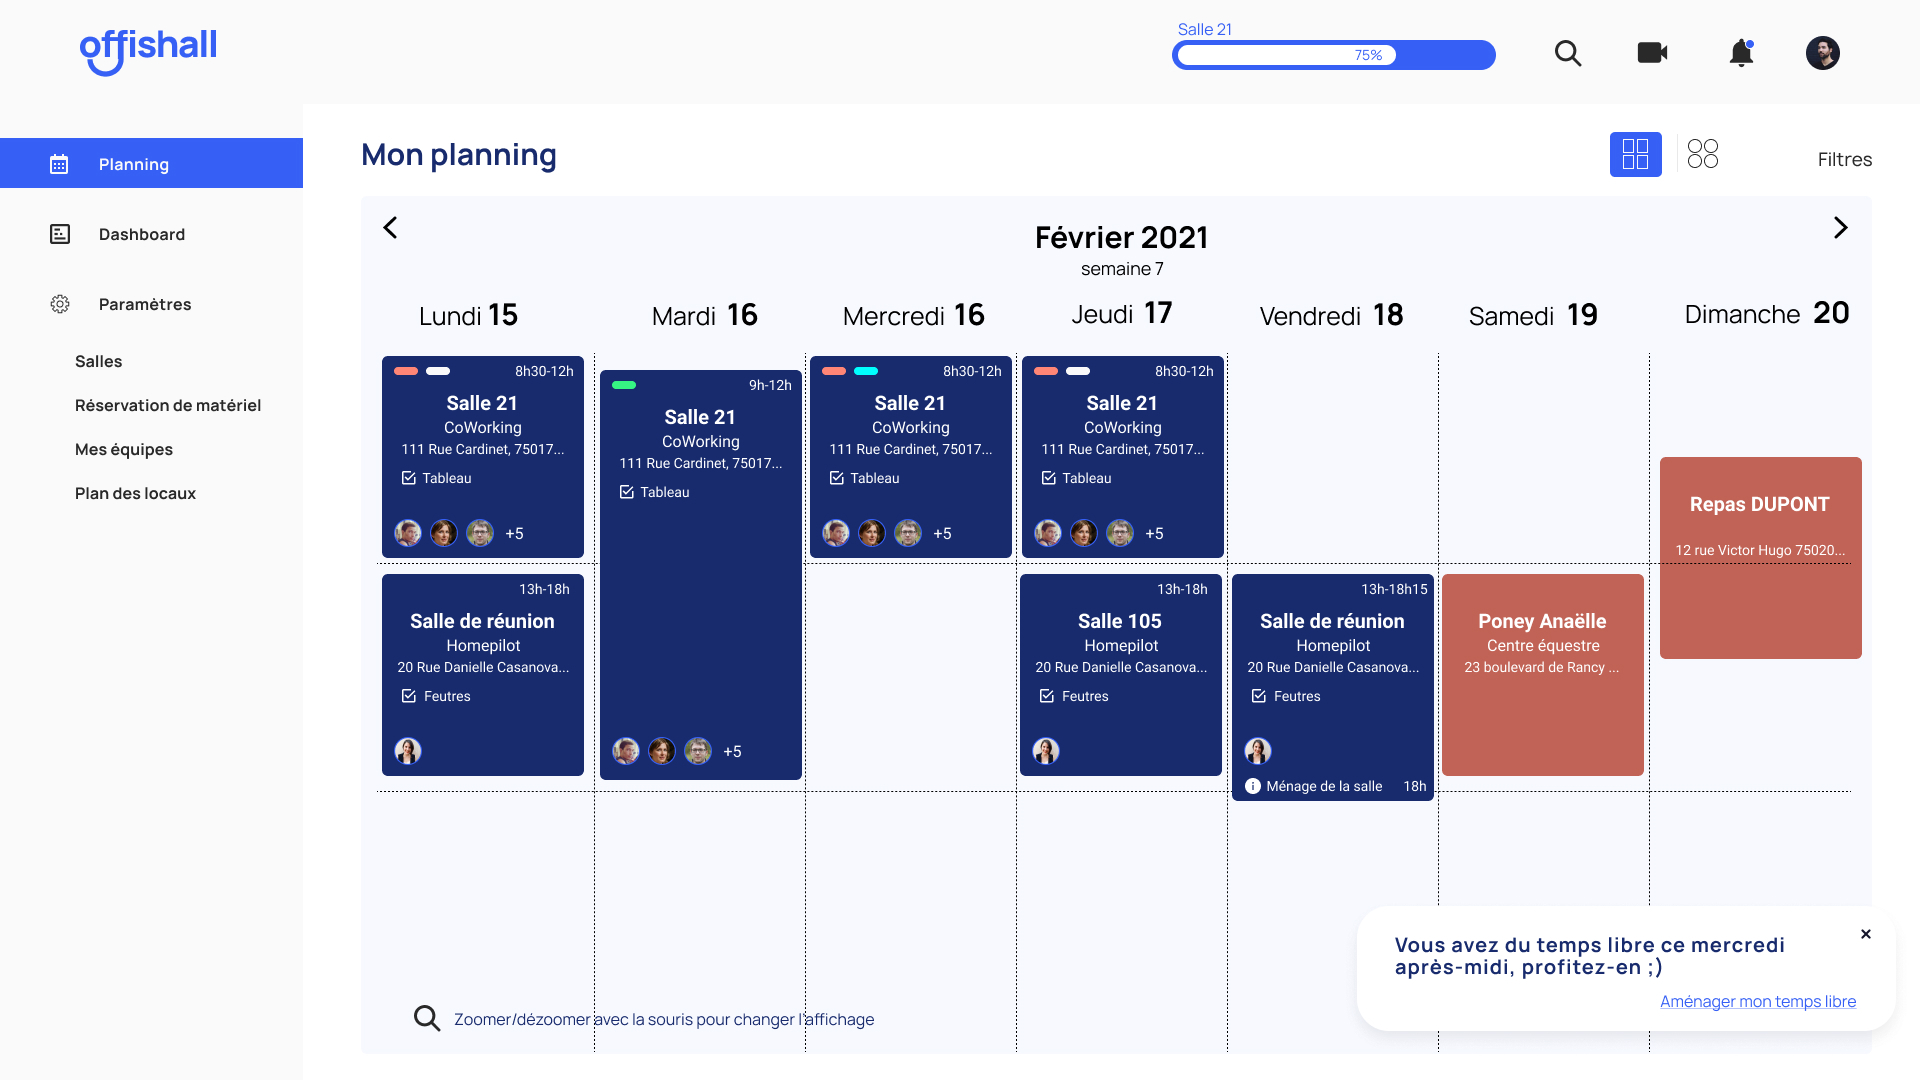 offishall
Salle 21
75%
Planning
Dashboard
Paramètres
Salles
Réservation de matériel
Mes équipes
Plan des locaux
Mon planning
Filtres
Février 2021
semaine 7
Lundi 15
Mardi 16
Mercredi 16
Jeudi 17
Vendredi 18
Samedi 19
Dimanche 20
8h30-12h
Salle 21
CoWorking
111 Rue Cardinet, 75017...
Tableau
+5
9h-12h
Salle 21
CoWorking
111 Rue Cardinet, 75017...
Tableau
+5
8h30-12h
Salle 21
CoWorking
111 Rue Cardinet, 75017...
Tableau
+5
8h30-12h
Salle 21
CoWorking
111 Rue Cardinet, 75017...
Tableau
+5
Repas DUPONT
12 rue Victor Hugo 75020...
13h-18h
Salle de réunion
Homepilot
20 Rue Danielle Casanova...
Feutres
13h-18h
Salle 105
Homepilot
20 Rue Danielle Casanova...
Feutres
13h-18h15
Salle de réunion
Homepilot
20 Rue Danielle Casanova...
Feutres
Ménage de la salle 18h
Poney Anaëlle
Centre équestre
23 boulevard de Rancy ...
Vous avez du temps libre ce mercredi
après-midi, profitez-en ;)
Aménager mon temps libre
Zoomer/dézoomer avec la souris pour changer l'affichage